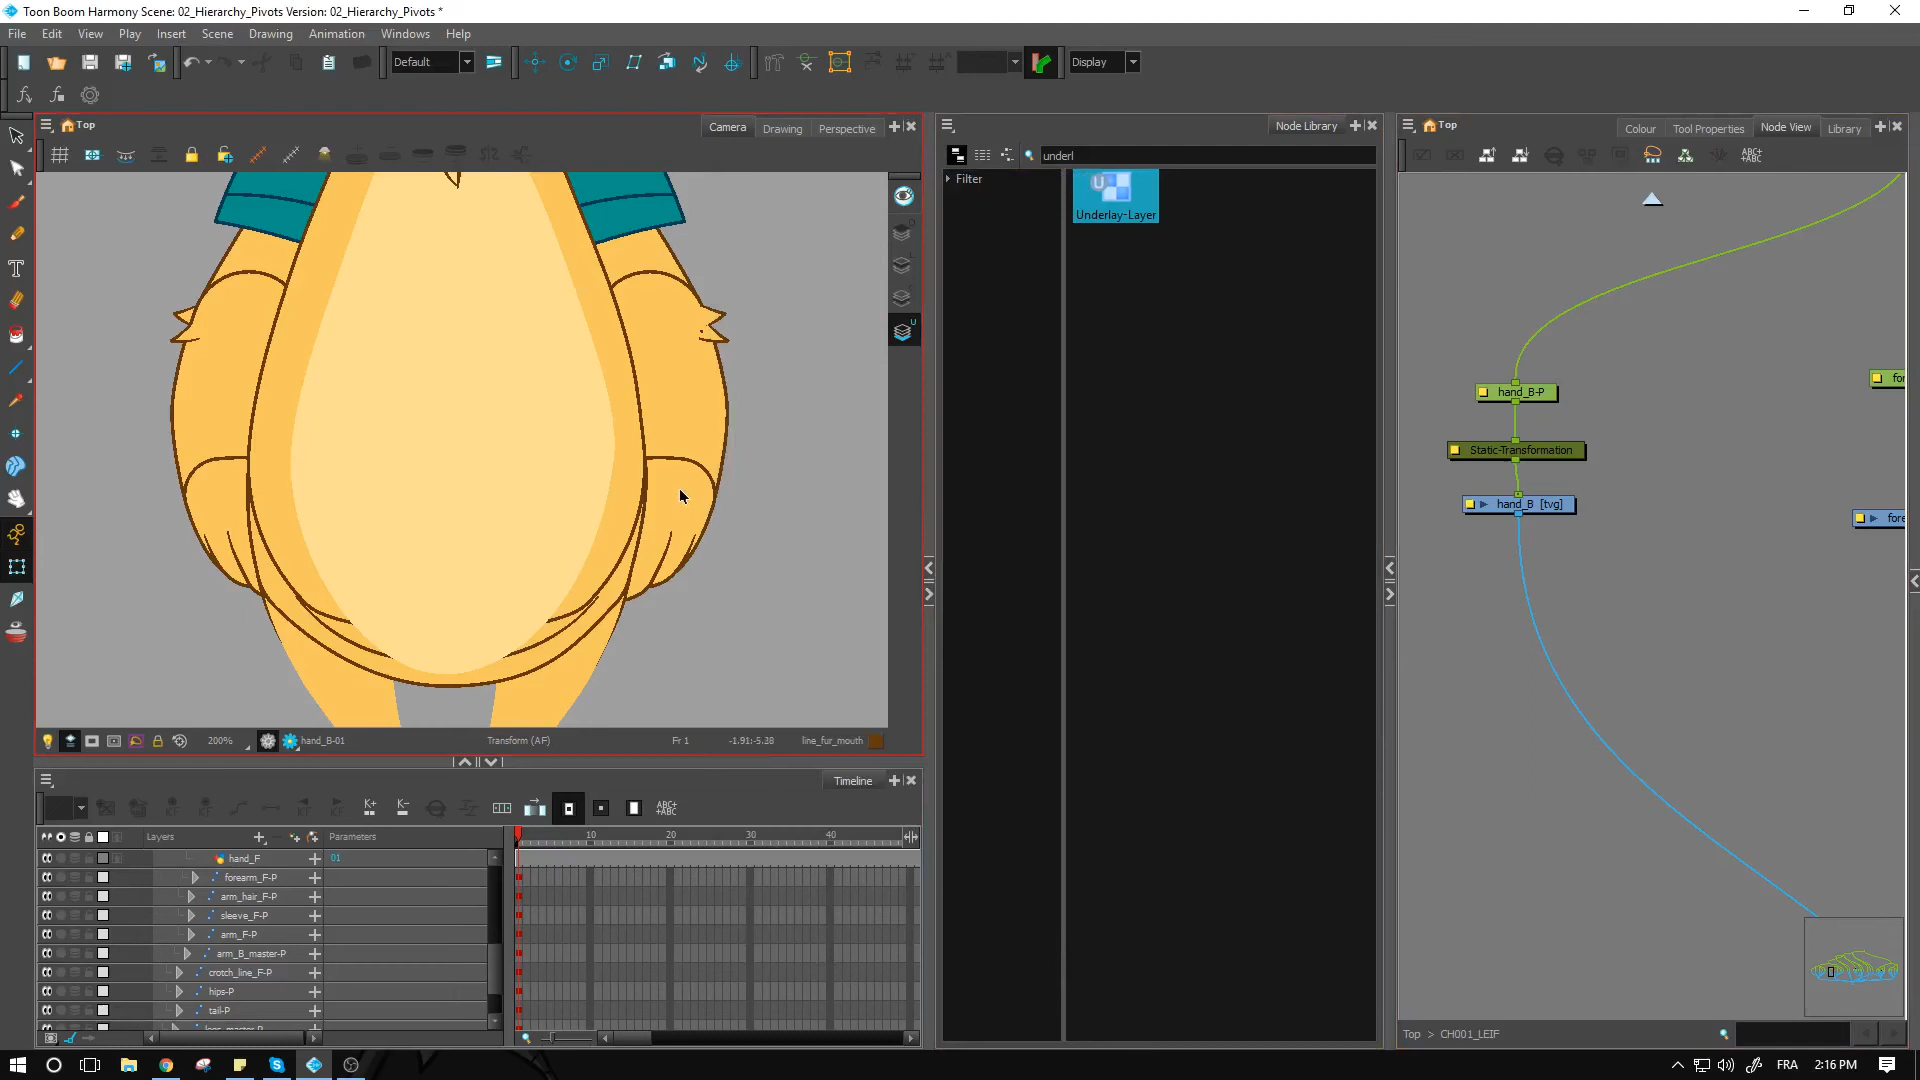 Toon Boom Harmony Scene: 02_Hierarchy_Pivots Version: 02_Hierarchy_Pivots *
File Edit View Play Insert Scene Drawing Animation Windows Help
Default
Display
Top
Camera
Drawing
Perspective
Node Library
Top
Colour
Tool Properties
Node View
Library
underl
ABC+
+ABC
Filter
U
Underlay-Layer
U
hand_B-P
for
Static-Transformation
hand_B [tvg]
fore
200%
hand_B-01
Transform (AF)
Fr 1
-1.91:-5.28
line_fur_mouth
Timeline
K+
K-
ABC+
+ABC
Layers
Parameters
10
20
30
40
hand_F
01
forearm_F-P
arm_hair_F-P
sleeve_F-P
arm_F-P
arm_B_master-P
crotch_line_F-P
hips-P
tail-P
Top > CH001_LEIF
FRA
2:16 PM